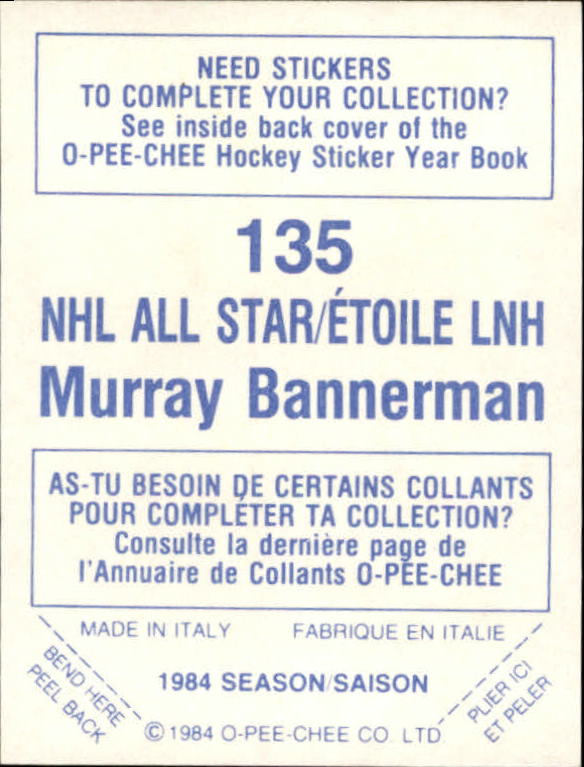 NEED STICKERS
TO COMPLETE YOUR COLLECTION?
See inside back cover of the
O-PEE-CHEE Hockey Sticker Year Book
135
NHL ALL STAR/ÉTOILE LNH
Murray Bannerman
AS-TU BESOIN DE CERTAINS COLLANTS
POUR COMPLÉTER TA COLLECTION?
Consulte la dernière page de
l'Annuaire de Collants O-PÉE-CHEE
MADE IN ITALY FABRIQUE EN ITALIE
BEND HERE
PEEL BACK
1984 SEASON/SAISON
PLIER ICI
ET PELER
© 1984 O-PEE-CHEE CO. LTD.